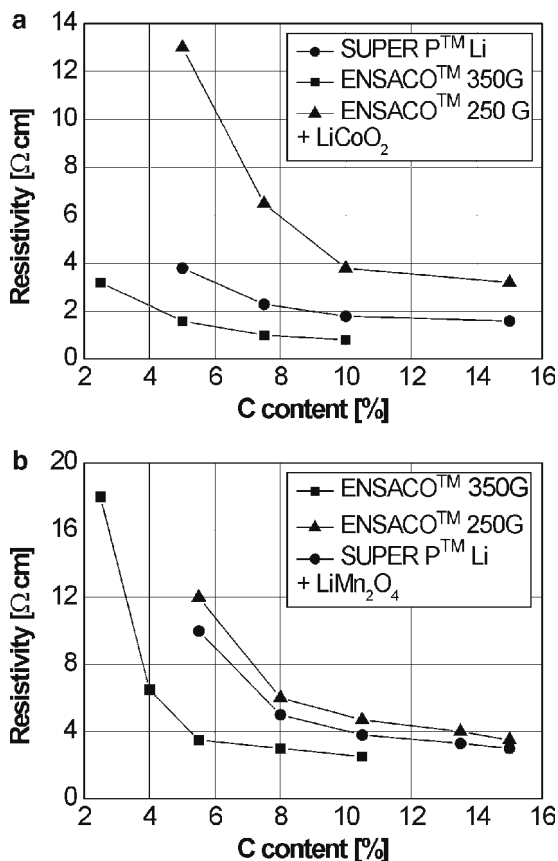 a
14
12
10
8
6
4
2
0
Resistivity [Ω cm]
SUPER P™ Li
ENSACO™ 350G
ENSACO™ 250 G
+ LiCoO₂
2 4 6 8 10 12 14 16
C content [%]
b
20
16
12
8
4
0
Resistivity [Ω cm]
ENSACO™ 350G
ENSACO™ 250G
SUPER P™ Li
+ LiMn₂O₄
2 4 6 8 10 12 14 16
C content [%]